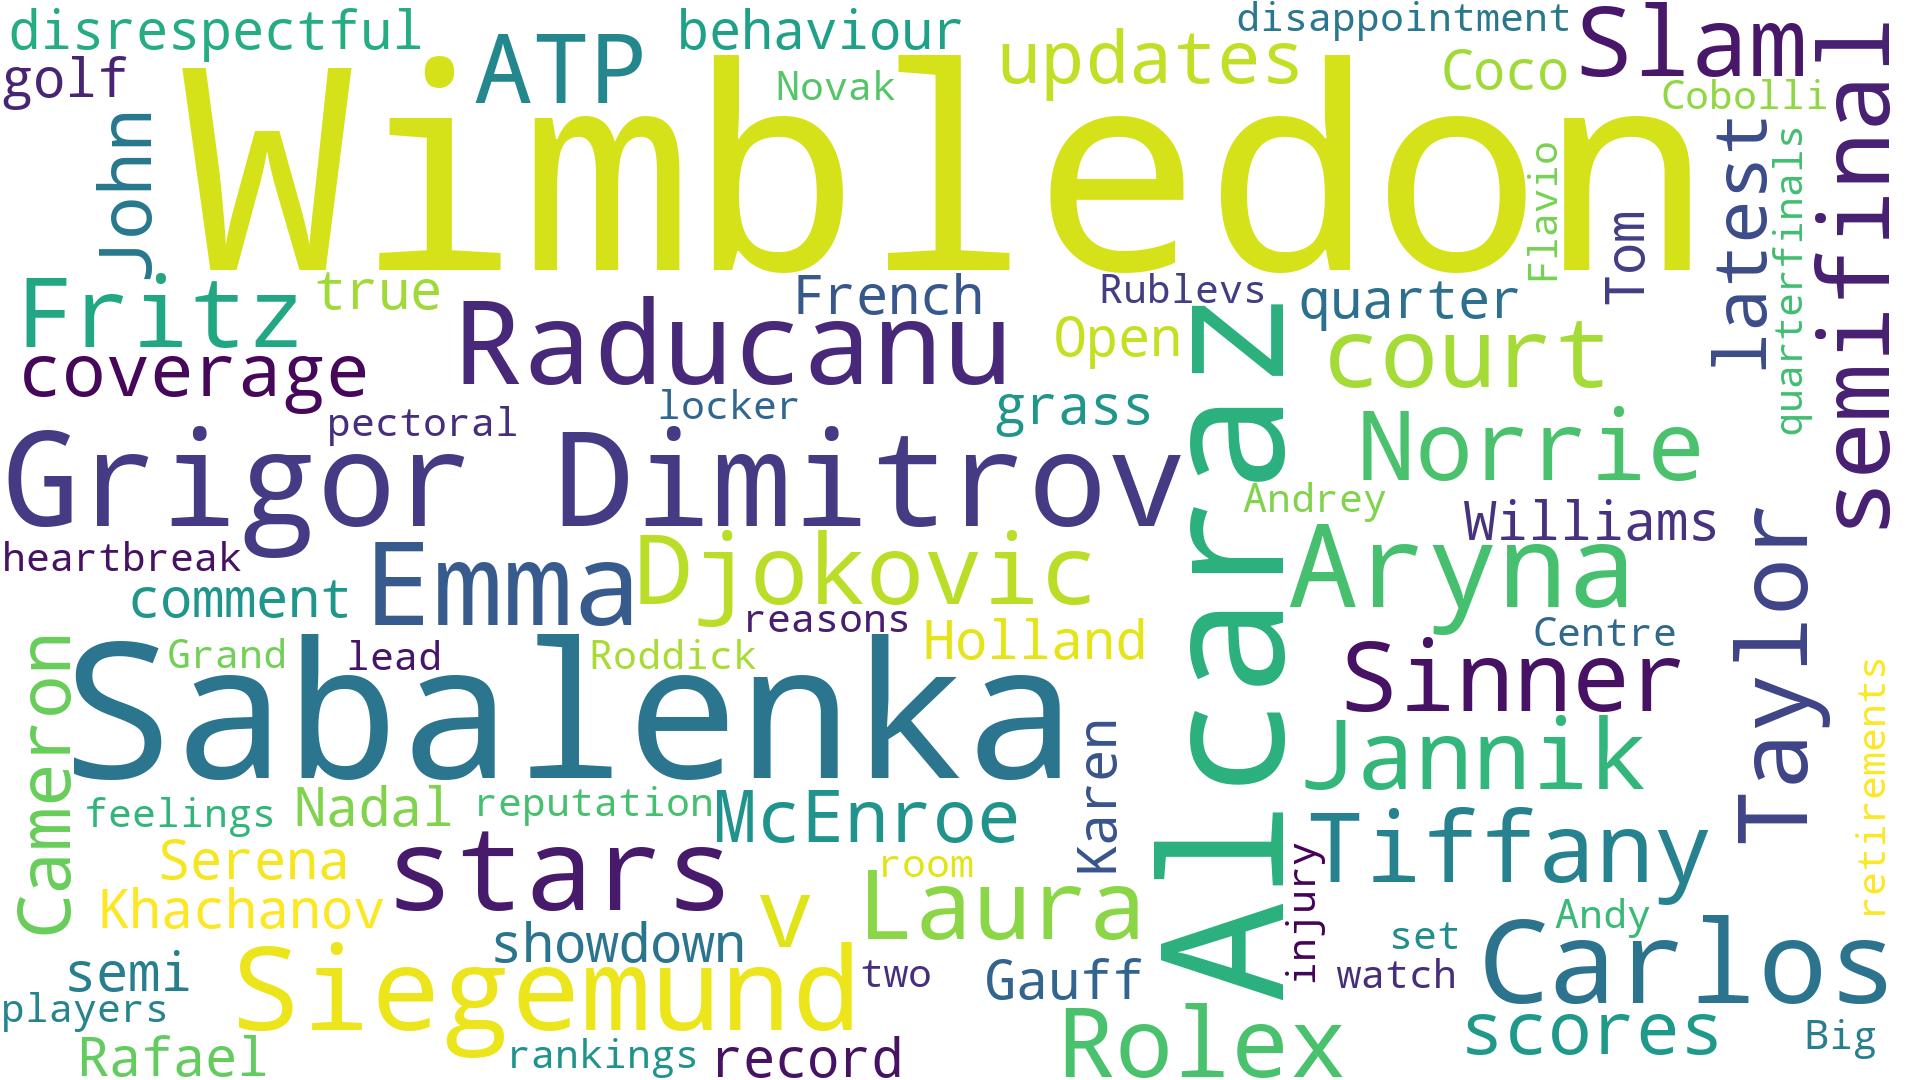 disrespectful
behaviour
disappointment
Slam
semifinal
golf
ATP
Novak
updates
Coco
Cobolli
Wimbledon
John
latest
quarterfinals
Flavio
Tom
Fritz
true
French
Rublevs
quarter
Raducanu
Open
court
coverage
Alcaraz
pectoral
locker
grass
Norrie
Grigor Dimitrov
Andrey
Williams
heartbreak
Emma
Djokovic
Aryna
Taylor
comment
reasons
Holland
Centre
Cameron
Grand
lead
Roddick
Sinner
Sabalenka
Karen
Jannik
retirements
feelings
Nadal
reputation
McEnroe
Tiffany
Serena
stars
room
injury
Khachanov
v
Laura
Andy
showdown
set
Carlos
semi
Siegemund
two
Gauff
watch
players
Rolex
scores
Big
Rafael
rankings
record